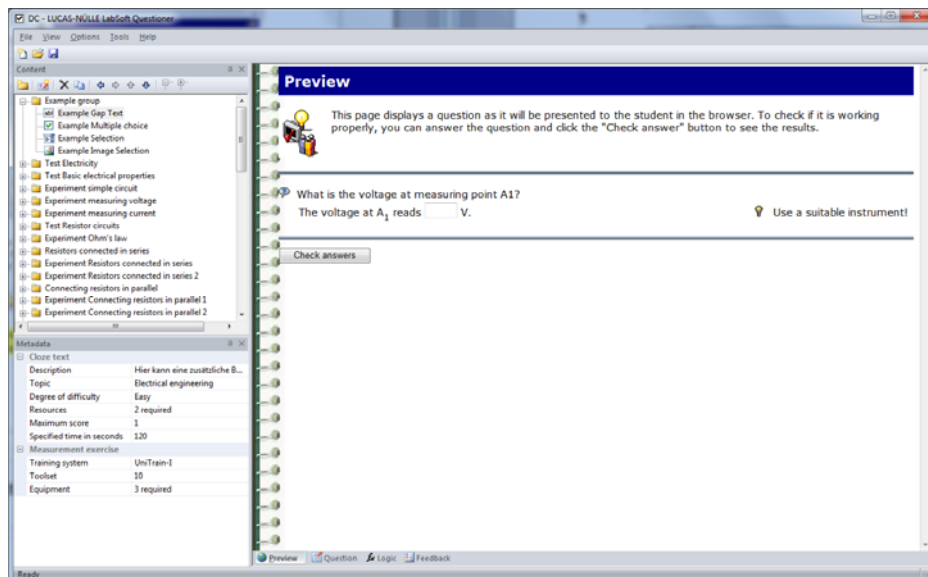 DC - LUCAS-NÜLLE LabSoft Questioner
File View Options Tools Help
Content
Example group
Example Gap Text
Example Multiple choice
Example Selection
Example Image Selection
Test Electricity
Test Basic electrical properties
Experiment simple circuit
Experiment measuring voltage
Experiment measuring current
Test Resistor circuits
Experiment Ohm's law
Resistors connected in series
Experiment Resistors connected in series
Experiment Resistors connected in series 2
Connecting resistors in parallel
Experiment Connecting resistors in parallel 1
Experiment Connecting resistors in parallel 2
Metadata
Cloze text
Description Hier kann eine zusätzliche B...
Topic Electrical engineering
Degree of difficulty Easy
Resources 2 required
Maximum score 1
Specified time in seconds 120
Measurement exercise
Training system UniTrain-I
Toolset 10
Equipment 3 required
Preview
This page displays a question as it will be presented to the student in the browser. To check if it is working
properly, you can answer the question and click the "Check answer" button to see the results.
What is the voltage at measuring point A1?
The voltage at A1 reads V. Use a suitable instrument!
Check answers
Preview Question Logic Feedback
Ready